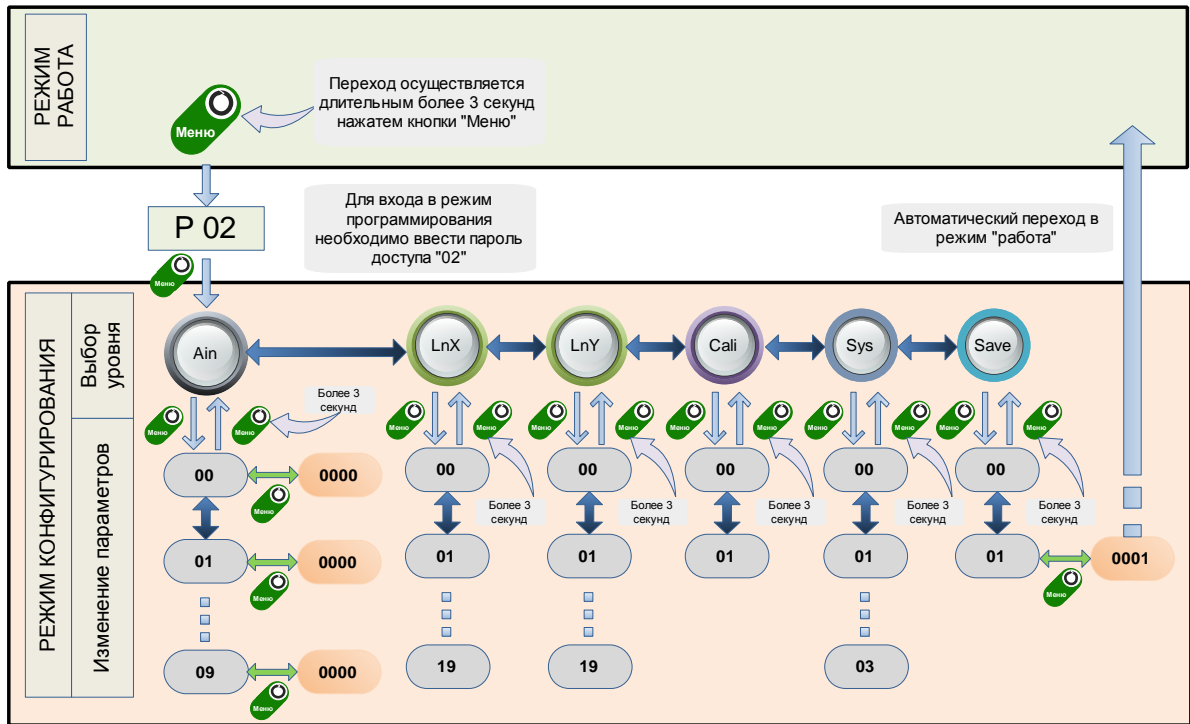 РЕЖИМ
РАБОТА
Меню
Переход осуществляется
длительным более 3 секунд
нажатем кнопки "Меню"
P 02
Для входа в режим
программирования
необходимо ввести пароль
доступа "02"
Автоматический переход в
режим "работа"
Меню
РЕЖИМ КОНФИГУРИРОВАНИЯ
Выбор
уровня
Изменение параметров
Ain
LnX
LnY
Cali
Sys
Save
Более 3
секунд
Меню
Меню
Меню
Меню
Меню
Меню
Меню
Меню
Меню
Меню
Меню
Меню
00
0000
00
00
00
00
00
Меню
Более 3
секунд
Более 3
секунд
Более 3
секунд
Более 3
секунд
Более 3
секунд
01
0000
01
01
01
01
01
0001
Меню
Меню
09
0000
19
19
03
Меню